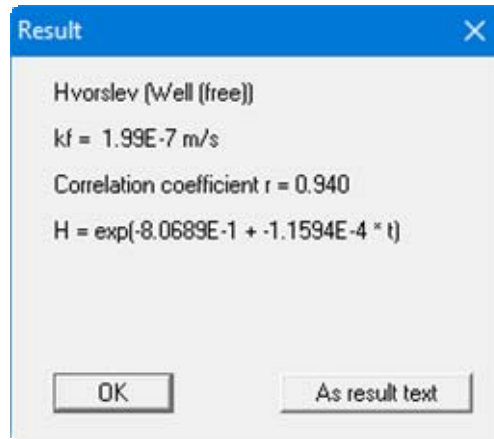 Result
Hvorslev (Well (free))
kf = 1.99E-7 m/s
Correlation coefficient r = 0.940
H = exp(-8.0689E-1 + -1.1594E-4 * t)
OK
As result text